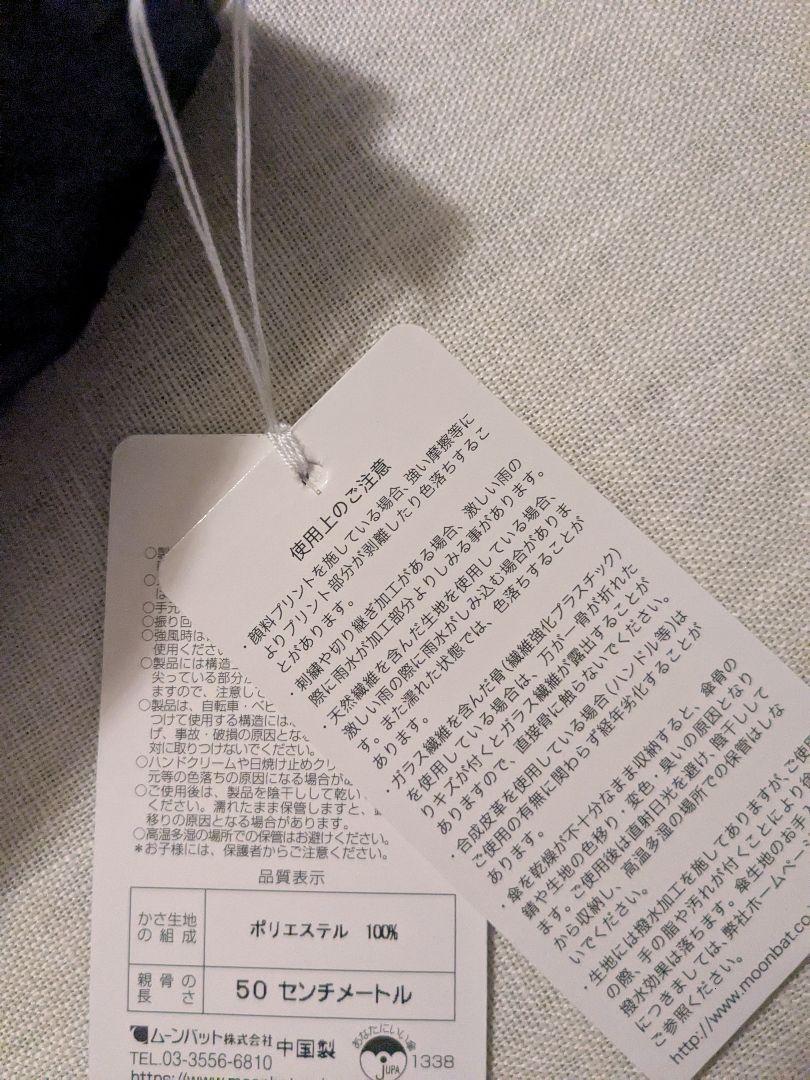 使用上のご注意
・顔料プリントを施している場合、強い摩擦等に
よりプリント部分が剥離したり色落ちするこ
とがあります。
・刺繍や切り継ぎ加工がある場合、激しい雨の
際に雨水が加工部分よりしみる事があります。
・天然繊維を含んだ生地を使用している場合、
激しい雨の際に雨水がしみ込む場合がありま
す。また濡れた状態では、色落ちすることが
あります。
・ガラス繊維を含んだ骨(繊維強化プラスチック)
を使用している場合は、万が一骨が折れた
りキズが付くとガラス繊維が露出することが
ありますので、直接骨に触らないでください。
・合成皮革を使用している場合(ハンドル等)は
ご使用の有無に関わらず経年劣化することが
あります。
・傘を乾燥が不十分なまま収納すると、傘骨の
錆や生地の色移り・変色・臭いの原因となり
ます。ご使用後は直射日光を避け、陰干しして
から収納し、高温多湿の場所での保管はしな
いでください。
・生地には撥水加工を施してありますが、ご使用
の際、手の脂や汚れが付くことにより
撥水効果は落ちます。傘生地のお手
につきましては、弊社ホームペー
ご参照ください。
http://www.moonbat.co
○製
○
は
○手元
○振り回
○強風時は、
使用くださ
○製品には構造
尖っている部分
ますので、注意して
○製品は、自転車・ベビ
つけて使用する構造には
げ、事故・破損の原因とな
対に取りつけないでください。
○ハンドクリームや日焼け止めク
元等の色落ちの原因になる場合が
○ご使用後は、製品を陰干しして乾い
ください。濡れたまま保管しますと、
移りの原因となる場合があります。
○高温多湿の場所での保管はお避けください。
＊お子様には、保護者からご注意ください。
品質表示
かさ生地の組成 ポリエステル 100%
親骨の長さ 50 センチメートル
ムーンバット株式会社 中国製
TEL.03-3556-6810
あなたにいい傘
JUPA
1338
https://www.moonbat